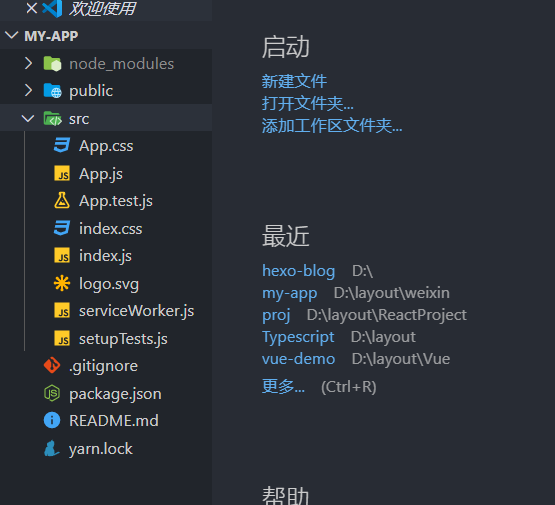 欢迎使用
MY-APP
node_modules
public
src
App.css
App.js
App.test.js
index.css
index.js
logo.svg
serviceWorker.js
setupTests.js
.gitignore
package.json
README.md
yarn.lock
启动
新建文件
打开文件夹...
添加工作区文件夹...
最近
hexo-blog D:\
my-app D:\layout\weixin
proj D:\layout\ReactProject
Typescript D:\layout
vue-demo D:\layout\Vue
更多... (Ctrl+R)
帮助